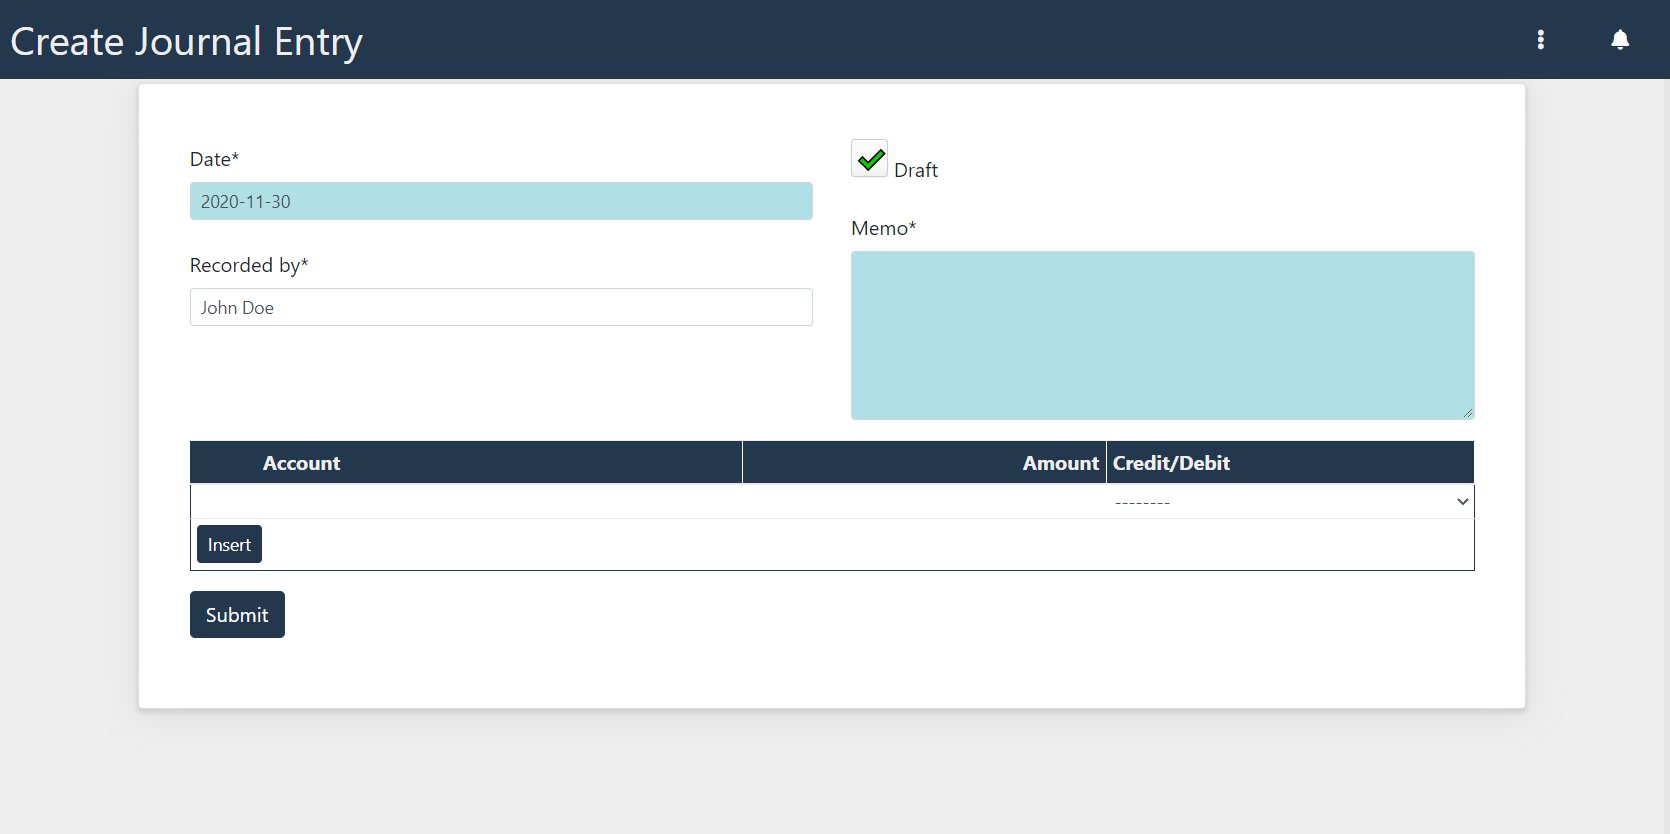 Create Journal Entry
Date*
2020-11-30
Recorded by*
John Doe
Draft
Memo*
Account Amount Credit/Debit
--------
Insert
Submit